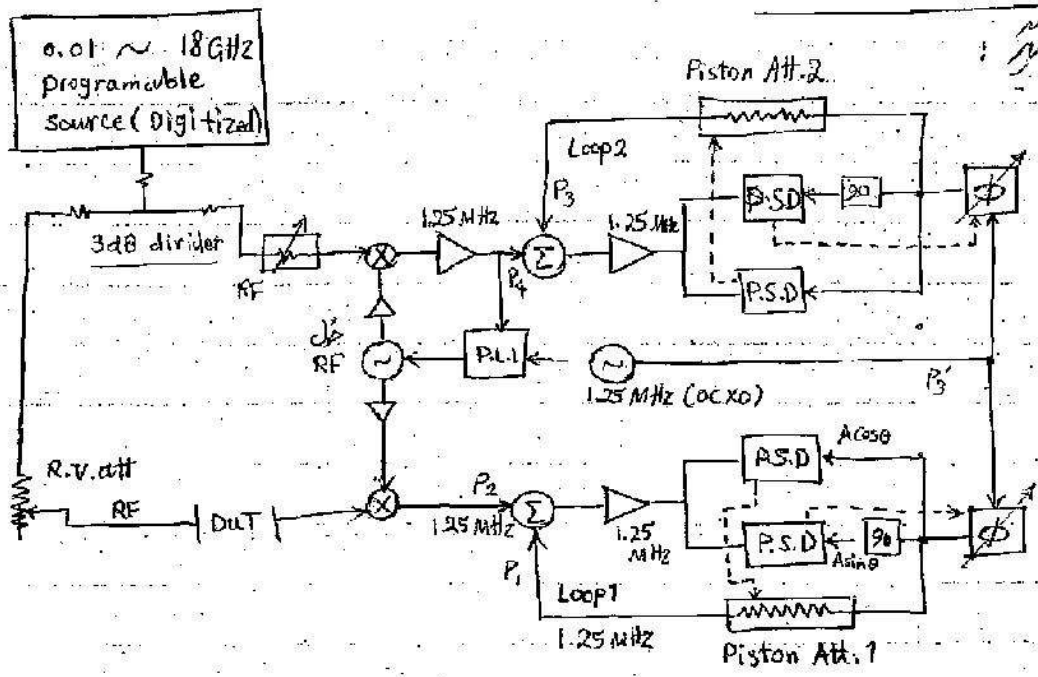 0.01 ~ 18 GHz
programable
source (Digitized)
Piston Att.2
Loop2
P3
1.25 MHz
1.25 MHz
P.S.D
90
Φ
3dB divider
RF
Σ
P4
P.S.D
RF
~
P.L.L
~
1.25 MHz (OCXO)
P3'
R.V.att
RF
DUT
P2
1.25 MHz
Σ
P1
1.25
MHz
P.S.D
Acosθ
P.S.D
90
Asinθ
Φ
Loop1
1.25 MHz
Piston Att.1